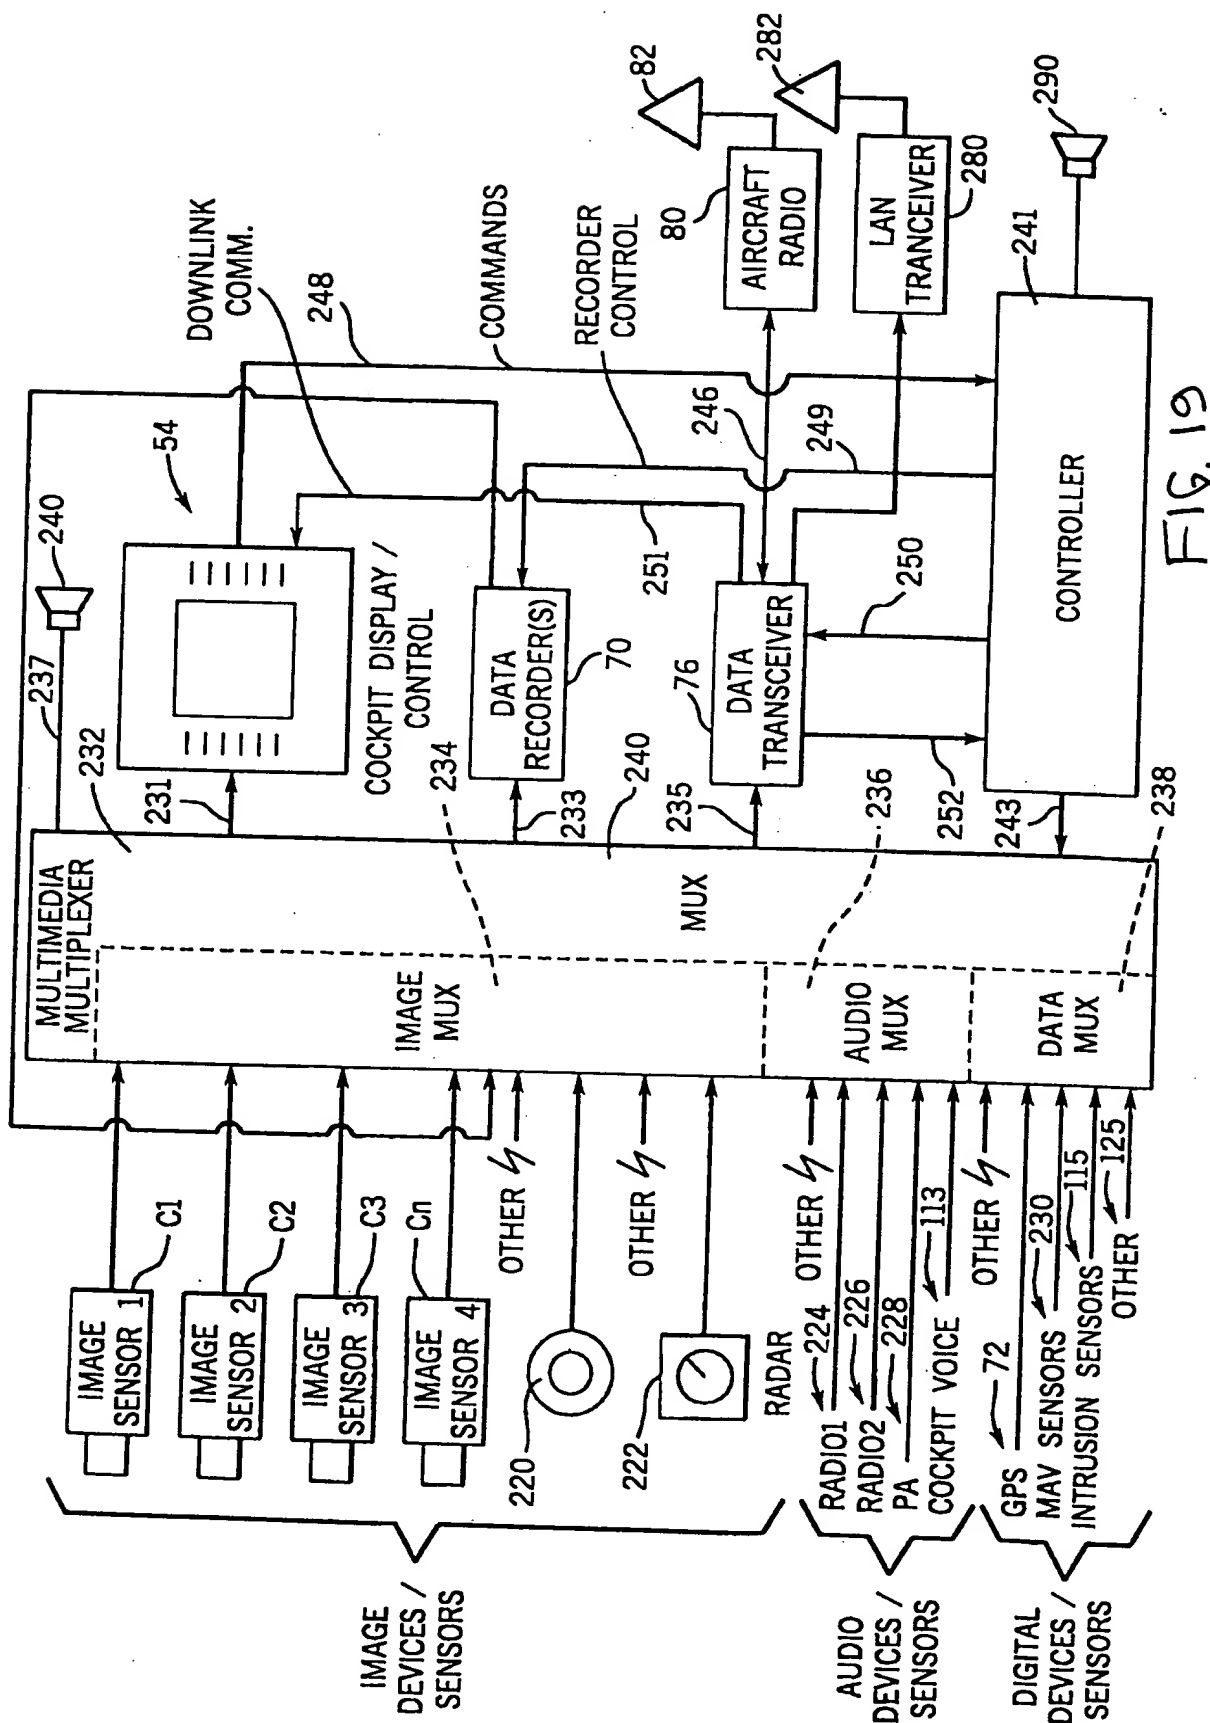 IMAGE
DEVICES /
SENSORS
AUDIO
DEVICES /
SENSORS
DIGITAL
DEVICES /
SENSORS
IMAGE
SENSOR 1
C1
IMAGE
SENSOR 2
C2
IMAGE
SENSOR 3
C3
IMAGE
SENSOR 4
Cn
OTHER
220
OTHER
222
RADAR
OTHER
RADIO1
224
RADIO2
226
PA
228
COCKPIT VOICE
113
OTHER
GPS
72
MAV SENSORS
230
INTRUSION SENSORS
115
OTHER
125
MULTIMEDIA
MULTIPLEXER
IMAGE
MUX
AUDIO
MUX
DATA
MUX
MUX
232
237
240
231
54
COCKPIT DISPLAY /
CONTROL
234
233
DATA
RECORDER(S)
70
240
235
76
DATA
TRANSCEIVER
236
252
250
243
238
251
246
249
DOWNLINK
COMM.
248
COMMANDS
RECORDER
CONTROL
82
282
80
AIRCRAFT
RADIO
LAN
TRANCEIVER
280
290
241
CONTROLLER
FIG. 19